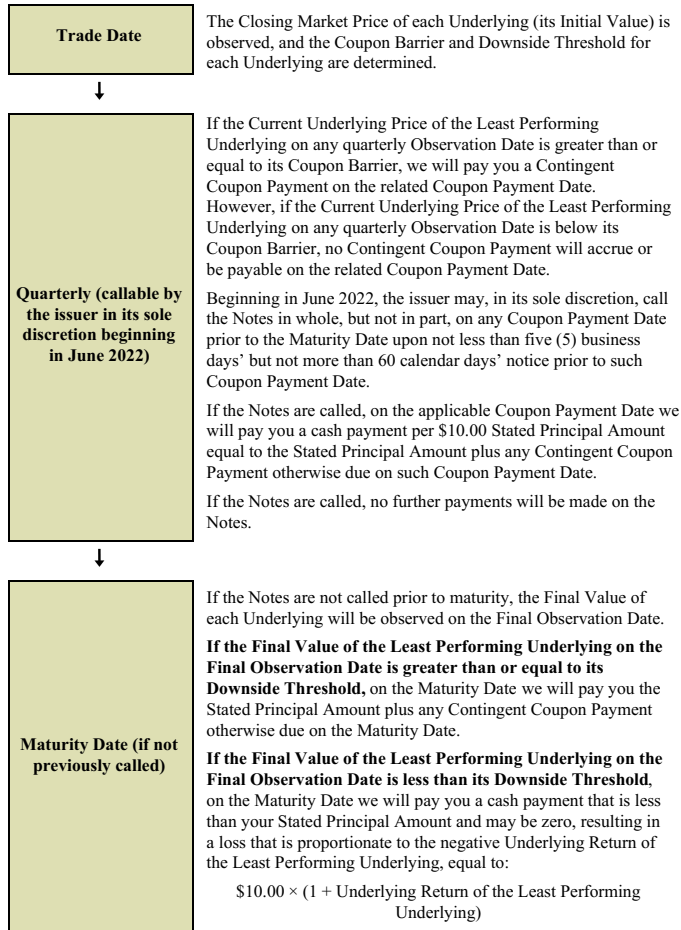 Trade Date
The Closing Market Price of each Underlying (its Initial Value) is
observed, and the Coupon Barrier and Downside Threshold for
each Underlying are determined.
Quarterly (callable by
the issuer in its sole
discretion beginning
in June 2022)
If the Current Underlying Price of the Least Performing
Underlying on any quarterly Observation Date is greater than or
equal to its Coupon Barrier, we will pay you a Contingent
Coupon Payment on the related Coupon Payment Date.
However, if the Current Underlying Price of the Least Performing
Underlying on any quarterly Observation Date is below its
Coupon Barrier, no Contingent Coupon Payment will accrue or
be payable on the related Coupon Payment Date.
Beginning in June 2022, the issuer may, in its sole discretion, call
the Notes in whole, but not in part, on any Coupon Payment Date
prior to the Maturity Date upon not less than five (5) business
days’ but not more than 60 calendar days’ notice prior to such
Coupon Payment Date.
If the Notes are called, on the applicable Coupon Payment Date we
will pay you a cash payment per $10.00 Stated Principal Amount
equal to the Stated Principal Amount plus any Contingent Coupon
Payment otherwise due on such Coupon Payment Date.
If the Notes are called, no further payments will be made on the
Notes.
Maturity Date (if not
previously called)
If the Notes are not called prior to maturity, the Final Value of
each Underlying will be observed on the Final Observation Date.
If the Final Value of the Least Performing Underlying on the
Final Observation Date is greater than or equal to its
Downside Threshold, on the Maturity Date we will pay you the
Stated Principal Amount plus any Contingent Coupon Payment
otherwise due on the Maturity Date.
If the Final Value of the Least Performing Underlying on the
Final Observation Date is less than its Downside Threshold,
on the Maturity Date we will pay you a cash payment that is less
than your Stated Principal Amount and may be zero, resulting in
a loss that is proportionate to the negative Underlying Return of
the Least Performing Underlying, equal to:
$10.00 × (1 + Underlying Return of the Least Performing
Underlying)